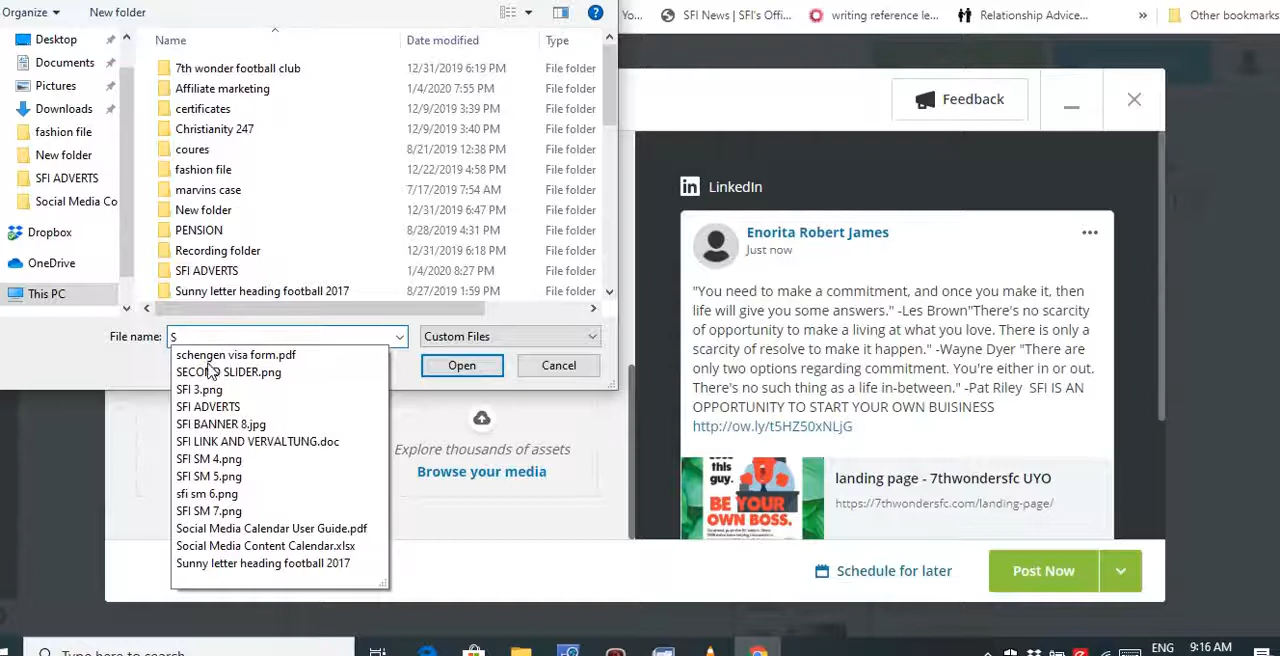 Organize
New folder
?
Yo...
SFI News | SFI's Offi...
writing reference le...
Relationship Advice...
»
Other bookmarks
Desktop
Documents
Pictures
Downloads
fashion file
New folder
SFI ADVERTS
Social Media Co
Dropbox
OneDrive
This PC
Name Date modified Type
7th wonder football club 12/31/2019 6:19 PM File folder
Affiliate marketing 1/4/2020 7:55 PM File folder
certificates 12/9/2019 3:39 PM File folder
Christianity 247 12/9/2019 3:40 PM File folder
coures 8/21/2019 12:38 PM File folder
fashion file 12/22/2019 4:58 PM File folder
marvins case 7/17/2019 7:54 AM File folder
New folder 12/31/2019 6:47 PM File folder
PENSION 8/28/2019 4:31 PM File folder
Recording folder 12/31/2019 6:18 PM File folder
SFI ADVERTS 1/4/2020 8:27 PM File folder
Sunny letter heading football 2017 8/27/2019 1:59 PM File folder
File name: S
Custom Files
Open
Cancel
schengen visa form.pdf
SECOND SLIDER.png
SFI 3.png
SFI ADVERTS
SFI BANNER 8.jpg
SFI LINK AND VERVALTUNG.doc
SFI SM 4.png
SFI SM 5.png
sfi sm 6.png
SFI SM 7.png
Social Media Calendar User Guide.pdf
Social Media Content Calendar.xlsx
Sunny letter heading football 2017
Explore thousands of assets
Browse your media
Feedback
in LinkedIn
Enorita Robert James
Just now
"You need to make a commitment, and once you make it, then
life will give you some answers." -Les Brown"There's no scarcity
of opportunity to make a living at what you love. There is only a
scarcity of resolve to make it happen." -Wayne Dyer "There are
only two options regarding commitment. You're either in or out.
There's no such thing as a life in-between." -Pat Riley SFI IS AN
OPPORTUNITY TO START YOUR OWN BUISINESS
http://ow.ly/t5HZ50xNLjG
this guy.
BE YOUR
OWN BOSS.
landing page - 7thwondersfc UYO
https://7thwondersfc.com/landing-page/
Schedule for later
Post Now
Type here to search
ENG
9:16 AM